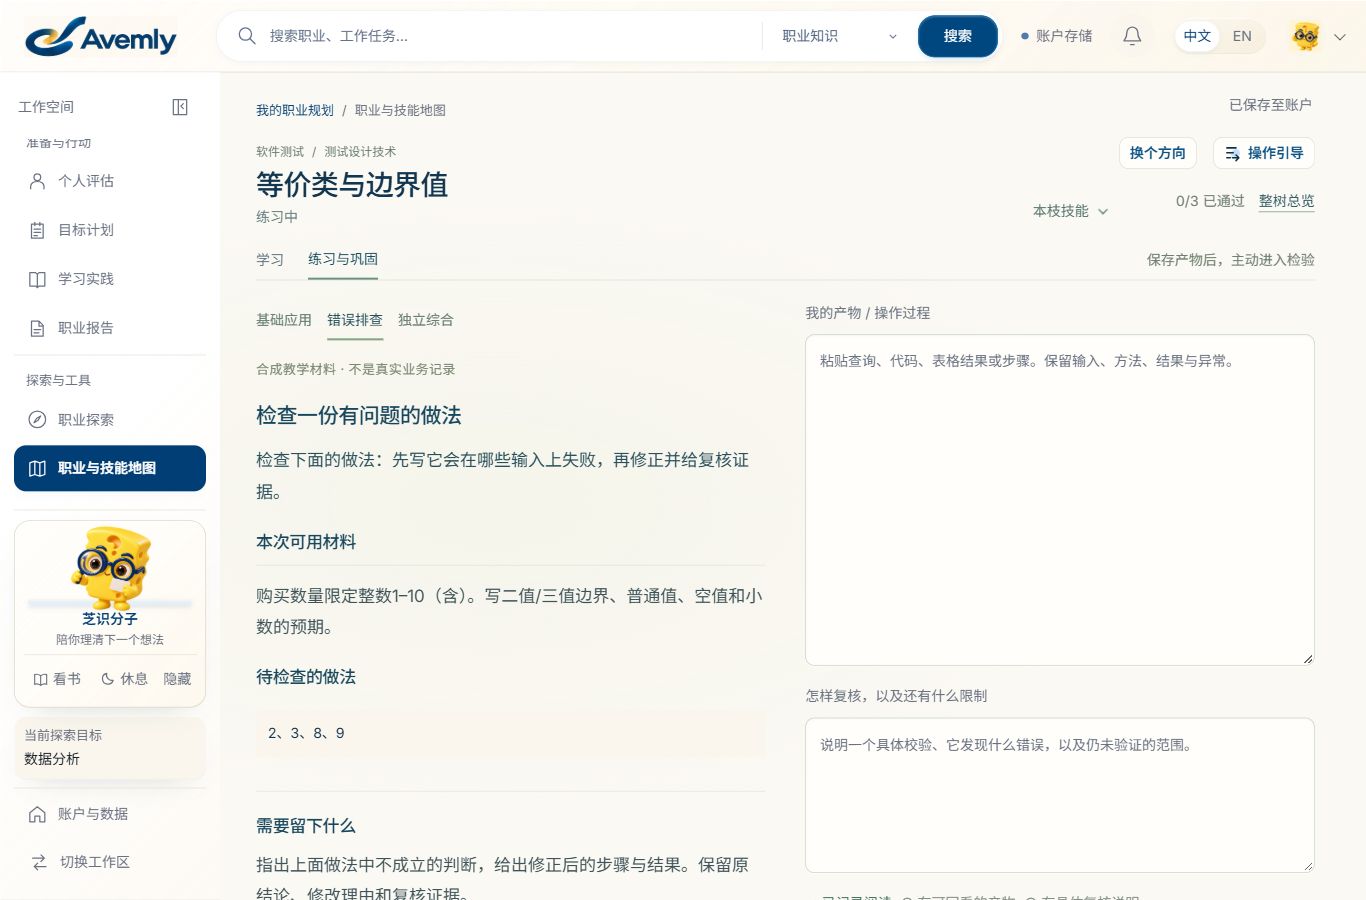 Avemly
搜索职业、工作任务...
职业知识
搜索
账户存储
中文
EN
工作空间
准备与行动
个人评估
目标计划
学习实践
职业报告
探索与工具
职业探索
职业与技能地图
芝识分子
陪你理清下一个想法
看书
休息
隐藏
当前探索目标
数据分析
账户与数据
切换工作区
我的职业规划 / 职业与技能地图
已保存至账户
软件测试 / 测试设计技术
换个方向
操作引导
等价类与边界值
练习中
本枝技能
0/3 已通过
整树总览
学习
练习与巩固
保存产物后，主动进入检验
基础应用
错误排查
独立综合
合成教学材料 · 不是真实业务记录
检查一份有问题的做法
检查下面的做法：先写它会在哪些输入上失败，再修正并给复核证
据。
本次可用材料
购买数量限定整数1–10（含）。写二值/三值边界、普通值、空值和小
数的预期。
待检查的做法
2、3、8、9
需要留下什么
指出上面做法中不成立的判断，给出修正后的步骤与结果。保留原
结论、修改理由和复核证据。
我的产物 / 操作过程
粘贴查询、代码、表格结果或步骤。保留输入、方法、结果与异常。
怎样复核，以及还有什么限制
说明一个具体校验、它发现什么错误，以及仍未验证的范围。